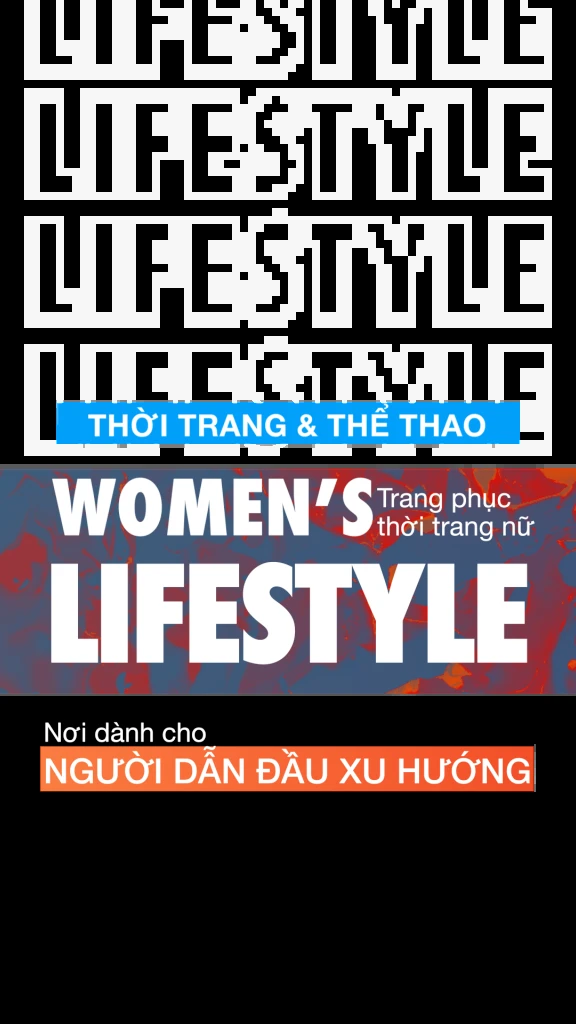 LIFESTYLE
LIFESTYLE
LIFESTYLE
LIFESTYLE
THỜI TRANG & THỂ THAO
WOMEN'S
Trang phục
thời trang nữ
LIFESTYLE
Nơi dành cho
NGƯỜI DẪN ĐẦU XU HƯỚNG